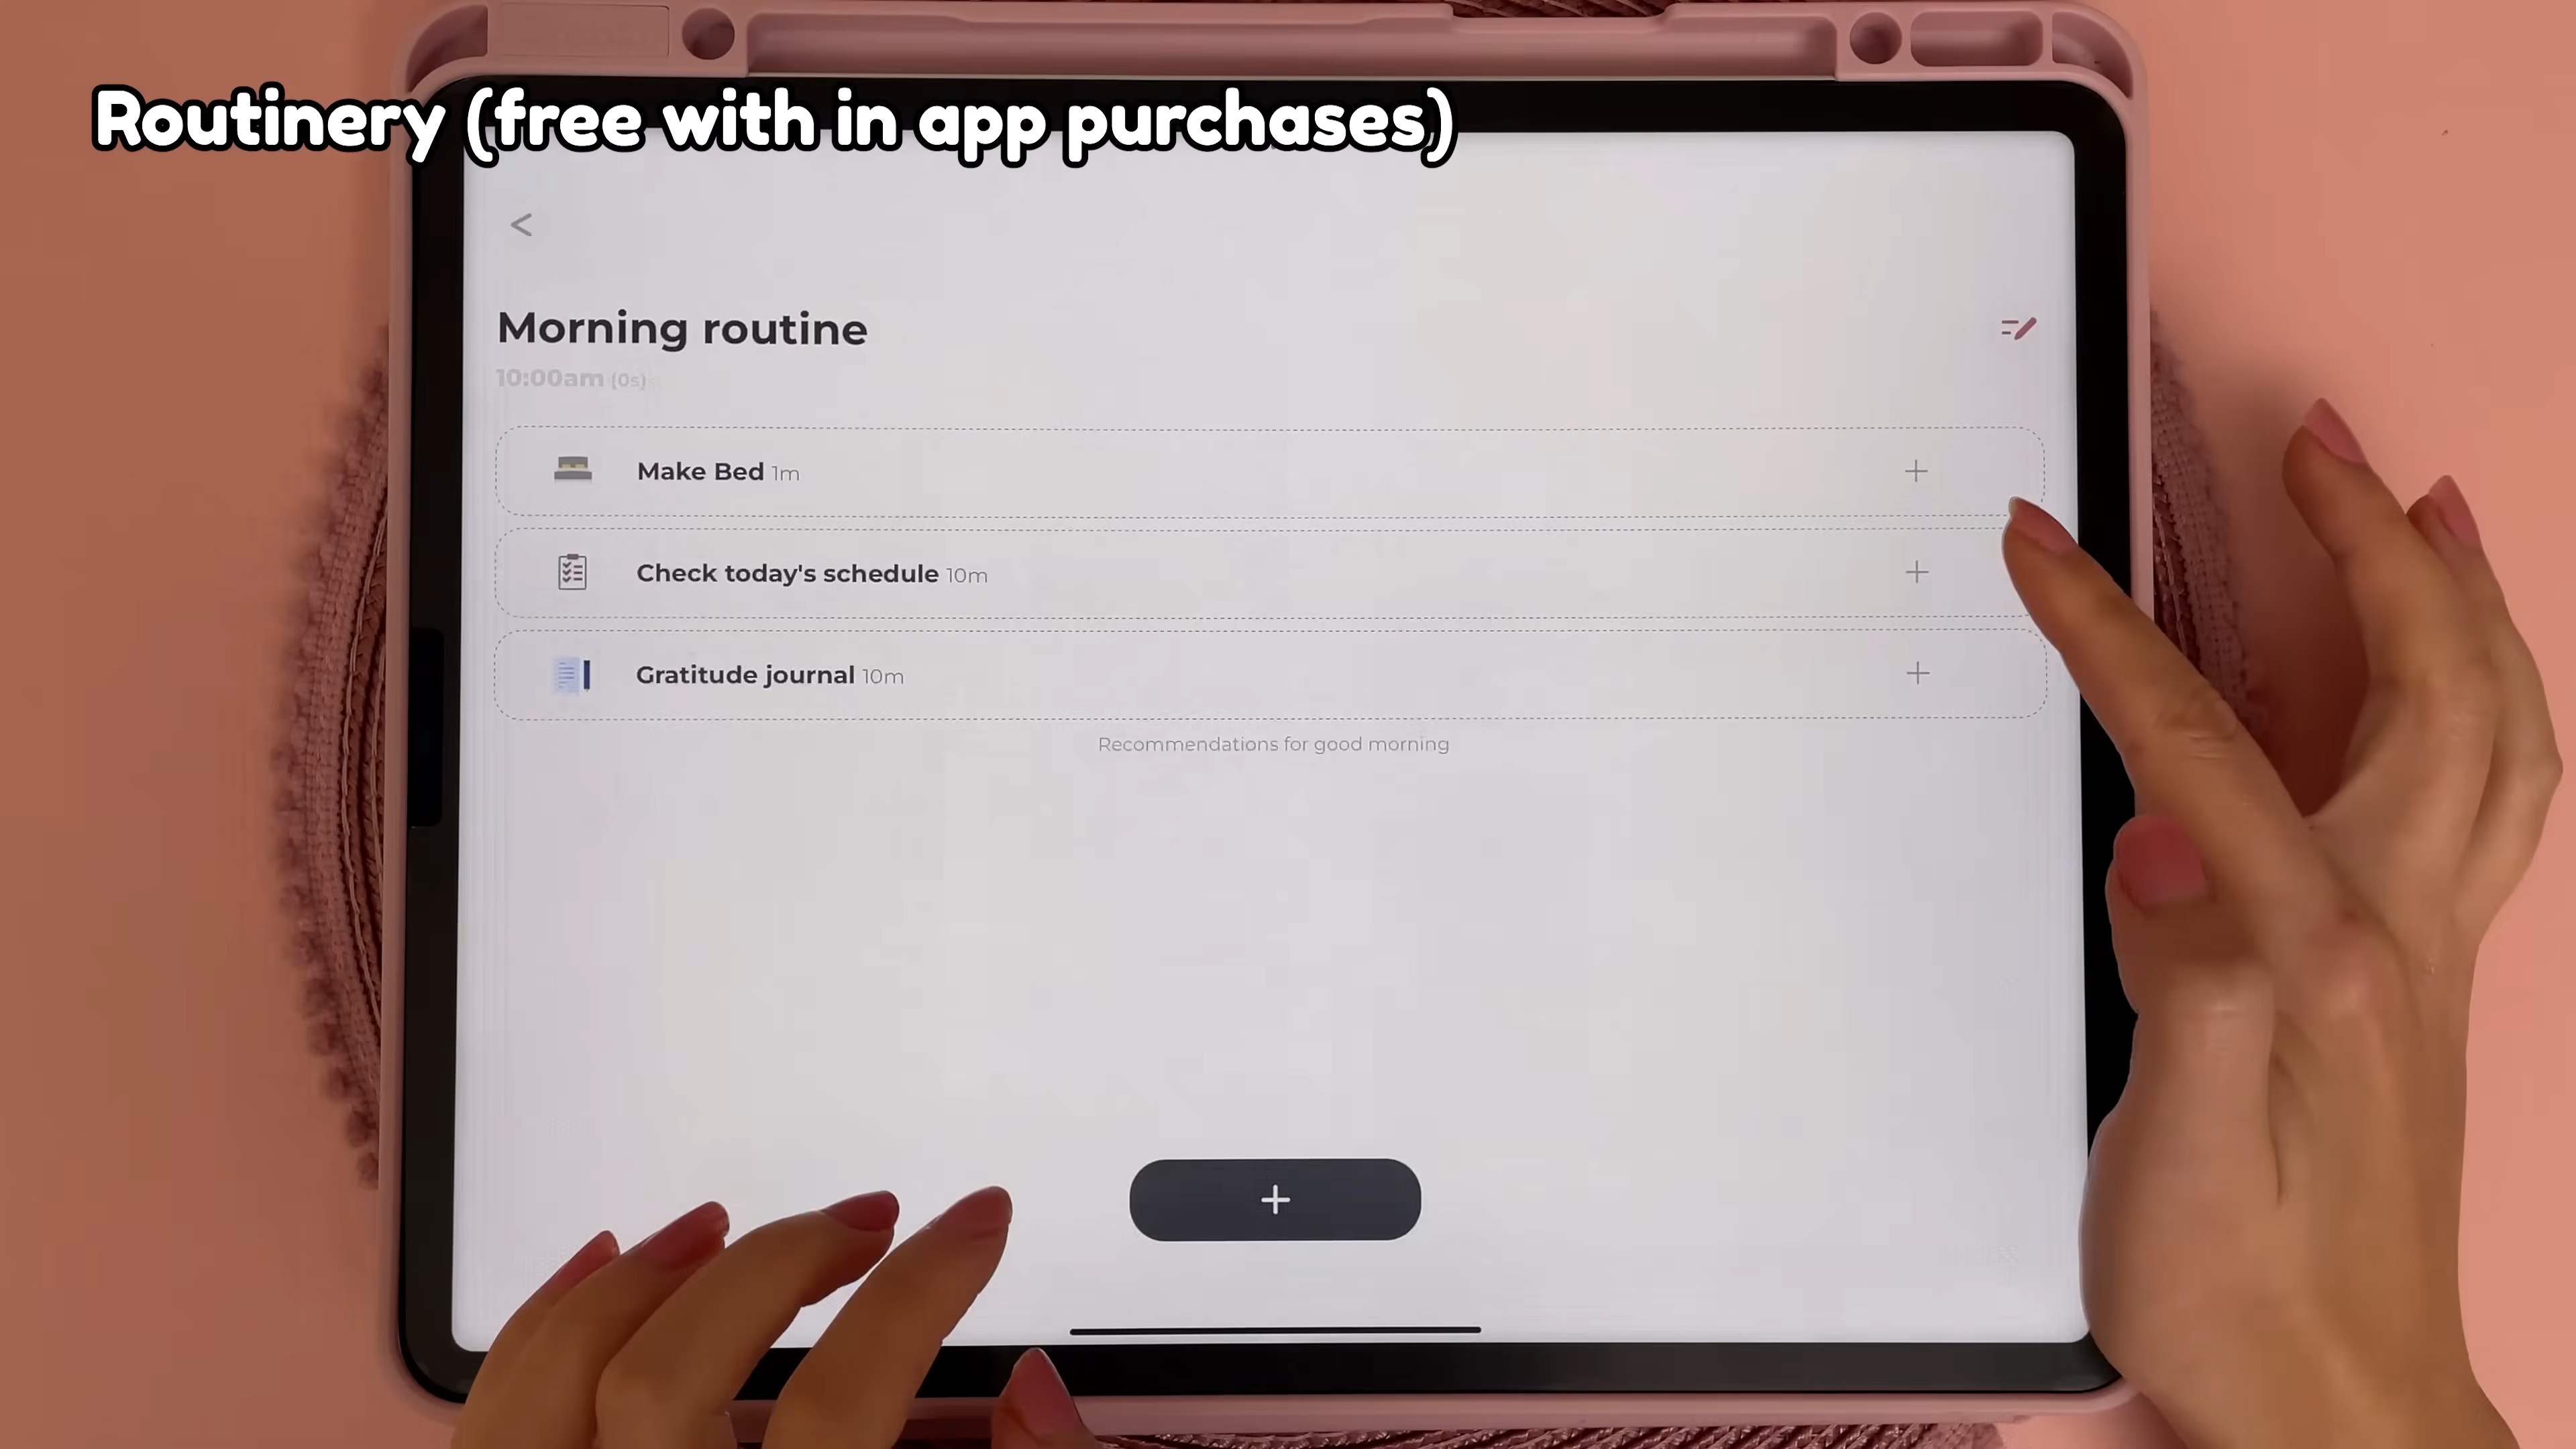 Routinery (free with in app purchases)
<
Morning routine
10:00am (0s)
Make Bed 1m
+
Check today's schedule 10m
+
Gratitude journal 10m
+
Recommendations for good morning
+